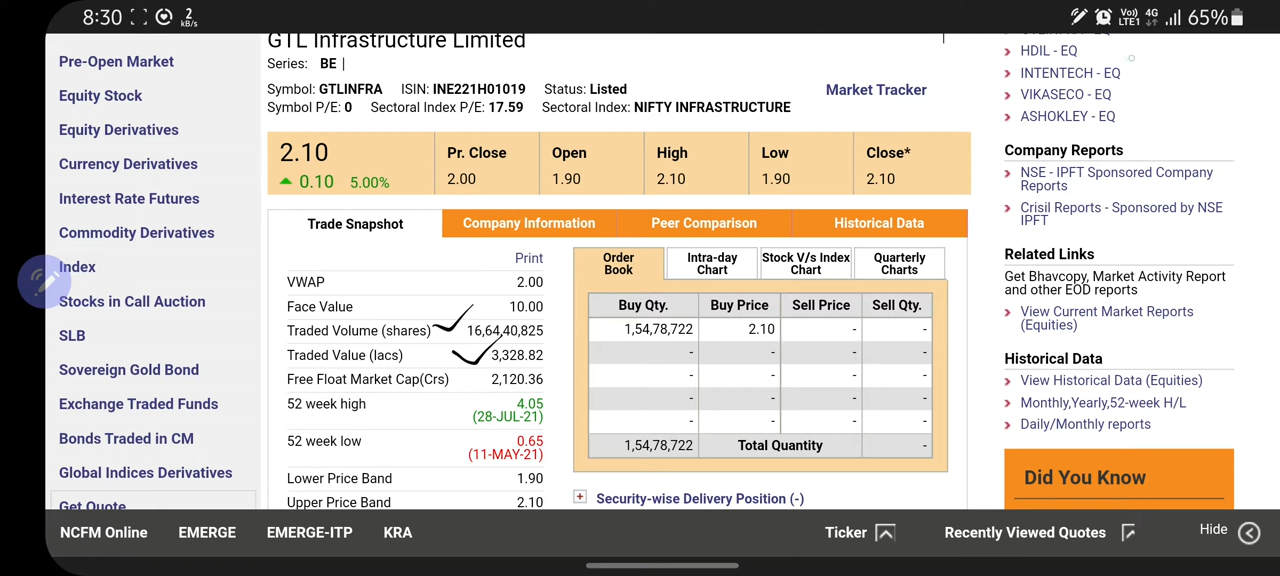 8:30 2 kB/s Vo) LTE1 4G 65%
Pre-Open Market
Equity Stock
Equity Derivatives
Currency Derivatives
Interest Rate Futures
Commodity Derivatives
Index
Stocks in Call Auction
SLB
Sovereign Gold Bond
Exchange Traded Funds
Bonds Traded in CM
Global Indices Derivatives
Get Quote
GTL Infrastructure Limited
Series: BE |
Symbol: GTLINFRA ISIN: INE221H01019 Status: Listed
Symbol P/E: 0 Sectoral Index P/E: 17.59 Sectoral Index: NIFTY INFRASTRUCTURE
Market Tracker
2.10 Pr. Close Open High Low Close*
0.10 5.00% 2.00 1.90 2.10 1.90 2.10
Trade Snapshot Company Information Peer Comparison Historical Data
Print
VWAP 2.00
Face Value 10.00
Traded Volume (shares) 16,64,40,825
Traded Value (lacs) 3,328.82
Free Float Market Cap(Crs) 2,120.36
52 week high 4.05
(28-JUL-21)
52 week low 0.65
(11-MAY-21)
Lower Price Band 1.90
Upper Price Band 2.10
Order Book Intra-day Chart Stock V/s Index Chart Quarterly Charts
Buy Qty. Buy Price Sell Price Sell Qty.
1,54,78,722 2.10 - -
- - - -
- - - -
- - - -
- - - -
1,54,78,722 Total Quantity -
+ Security-wise Delivery Position (-)
HDIL - EQ
INTENTECH - EQ
VIKASECO - EQ
ASHOKLEY - EQ
Company Reports
NSE - IPFT Sponsored Company
Reports
Crisil Reports - Sponsored by NSE
IPFT
Related Links
Get Bhavcopy, Market Activity Report
and other EOD reports
View Current Market Reports
(Equities)
Historical Data
View Historical Data (Equities)
Monthly,Yearly,52-week H/L
Daily/Monthly reports
Did You Know
NCFM Online EMERGE EMERGE-ITP KRA Ticker Recently Viewed Quotes Hide